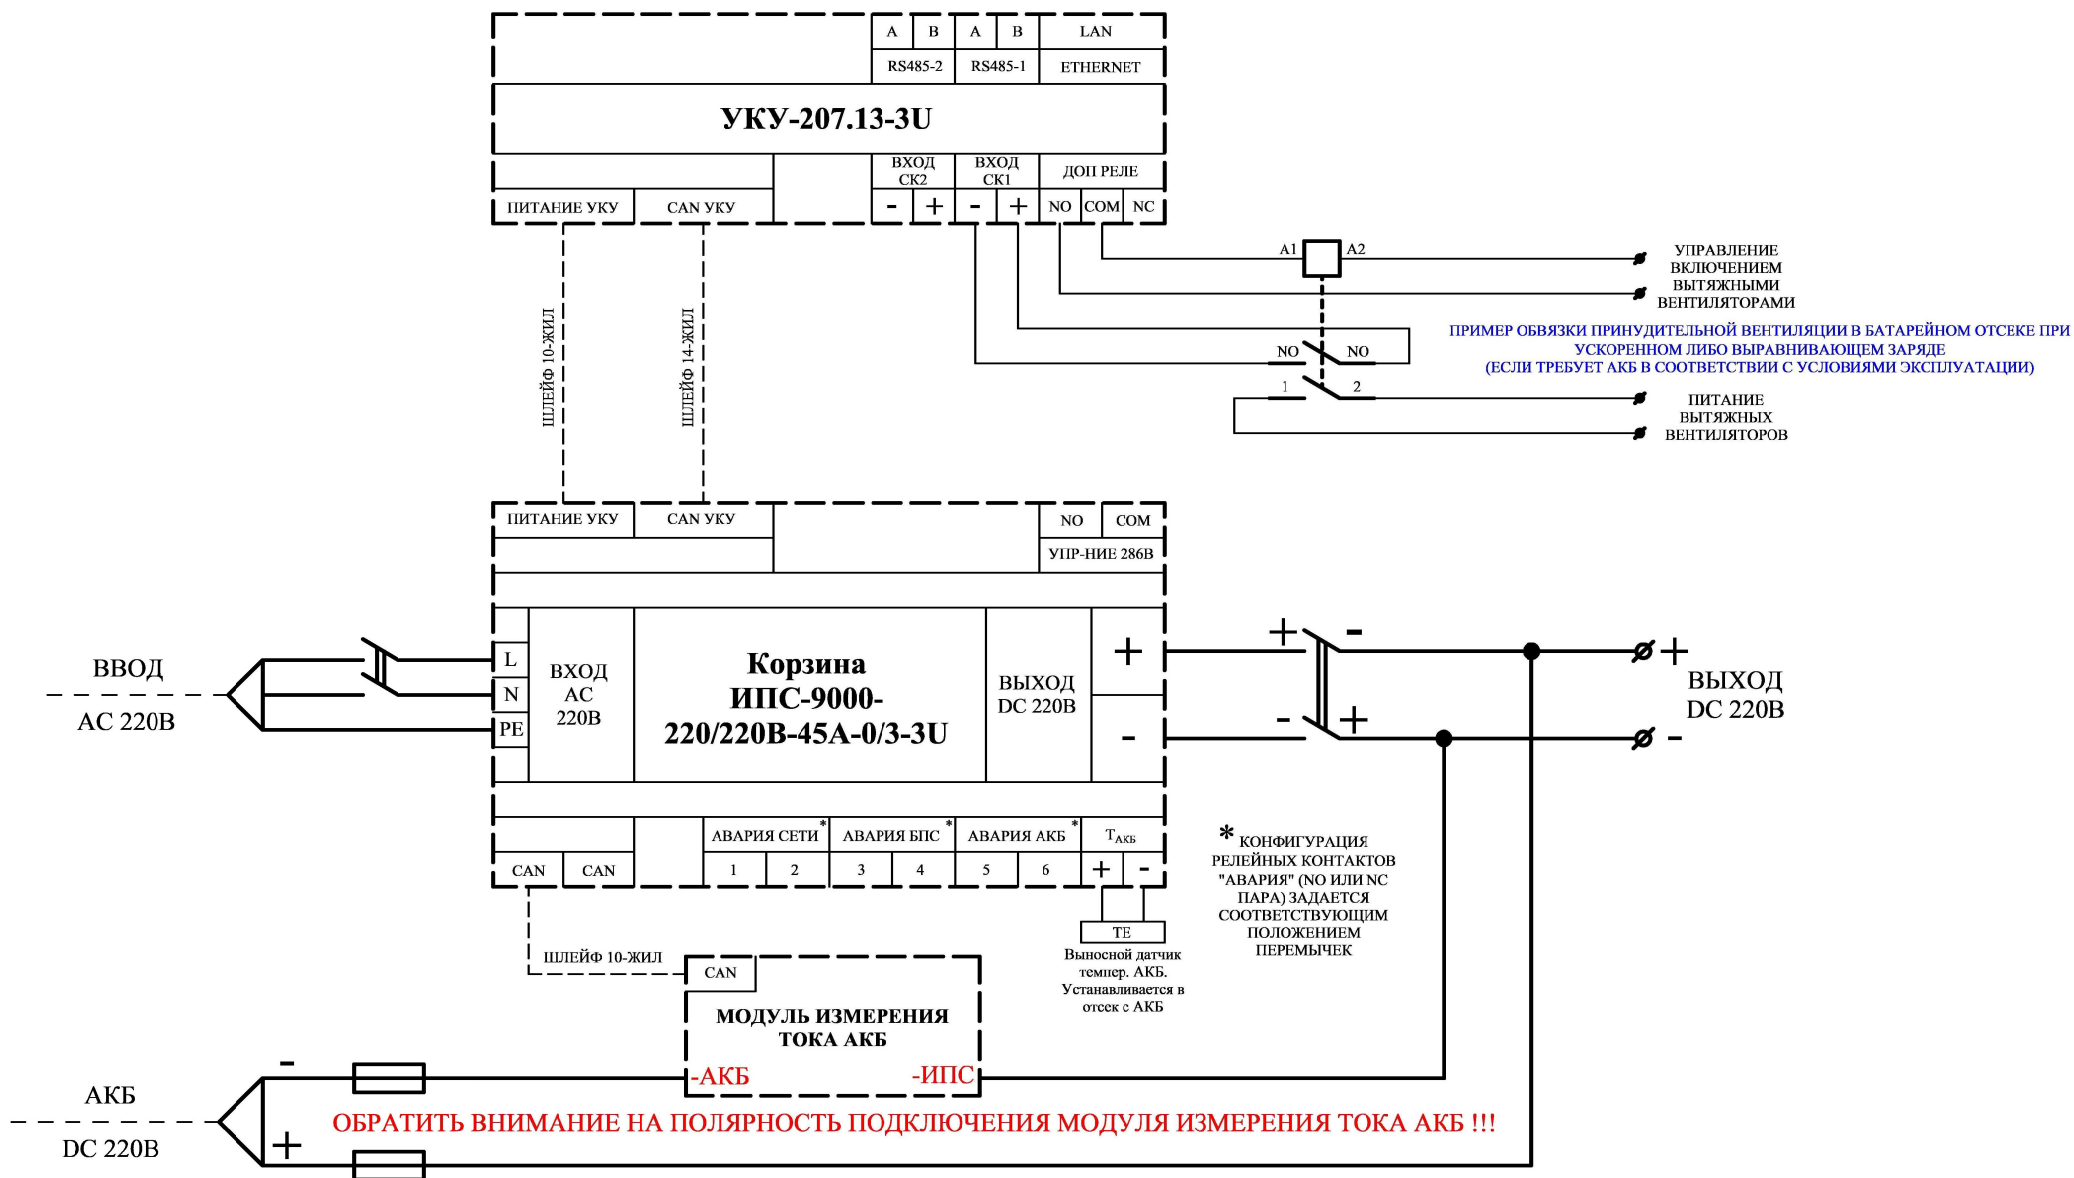 A B A B LAN
RS485-2 RS485-1 ETHERNET
УКУ-207.13-3U
ВХОД СК2
ВХОД СК1
ДОП РЕЛЕ
ПИТАНИЕ УКУ CAN УКУ - + - + NO COM NC
A1 A2
УПРАВЛЕНИЕ
ВКЛЮЧЕНИЕМ
ВЫТЯЖНЫМИ
ВЕНТИЛЯТОРАМИ
ШЛЕЙФ 10-ЖИЛ
ШЛЕЙФ 14-ЖИЛ
ПРИМЕР ОБВЯЗКИ ПРИНУДИТЕЛЬНОЙ ВЕНТИЛЯЦИИ В БАТАРЕЙНОМ ОТСЕКЕ ПРИ
УСКОРЕННОМ ЛИБО ВЫРАВНИВАЮЩЕМ ЗАРЯДЕ
(ЕСЛИ ТРЕБУЕТ АКБ В СООТВЕТСТВИИ С УСЛОВИЯМИ ЭКСПЛУАТАЦИИ)
NO NO
1 2
ПИТАНИЕ
ВЫТЯЖНЫХ
ВЕНТИЛЯТОРОВ
ПИТАНИЕ УКУ CAN УКУ NO COM
УПР-НИЕ 286В
ВВОД
AC 220В
L
N
PE
ВХОД
AC
220В
Корзина
ИПС-9000-
220/220В-45А-0/3-3U
ВЫХОД
DC 220В
+
-
+ -
- +
+
-
ВЫХОД
DC 220В
АВАРИЯ СЕТИ* АВАРИЯ БПС* АВАРИЯ АКБ* TАКБ
CAN CAN 1 2 3 4 5 6 + -
* КОНФИГУРАЦИЯ
РЕЛЕЙНЫХ КОНТАКТОВ
"АВАРИЯ" (NO ИЛИ NC
ПАРА) ЗАДАЕТСЯ
СООТВЕТСТВУЮЩИМ
ПОЛОЖЕНИЕМ
ПЕРЕМЫЧЕК
TE
Выносной датчик
темпер. АКБ.
Устанавливается в
отсек с АКБ
ШЛЕЙФ 10-ЖИЛ
CAN
МОДУЛЬ ИЗМЕРЕНИЯ
ТОКА АКБ
-АКБ -ИПС
АКБ
DC 220В
-
+
ОБРАТИТЬ ВНИМАНИЕ НА ПОЛЯРНОСТЬ ПОДКЛЮЧЕНИЯ МОДУЛЯ ИЗМЕРЕНИЯ ТОКА АКБ !!!